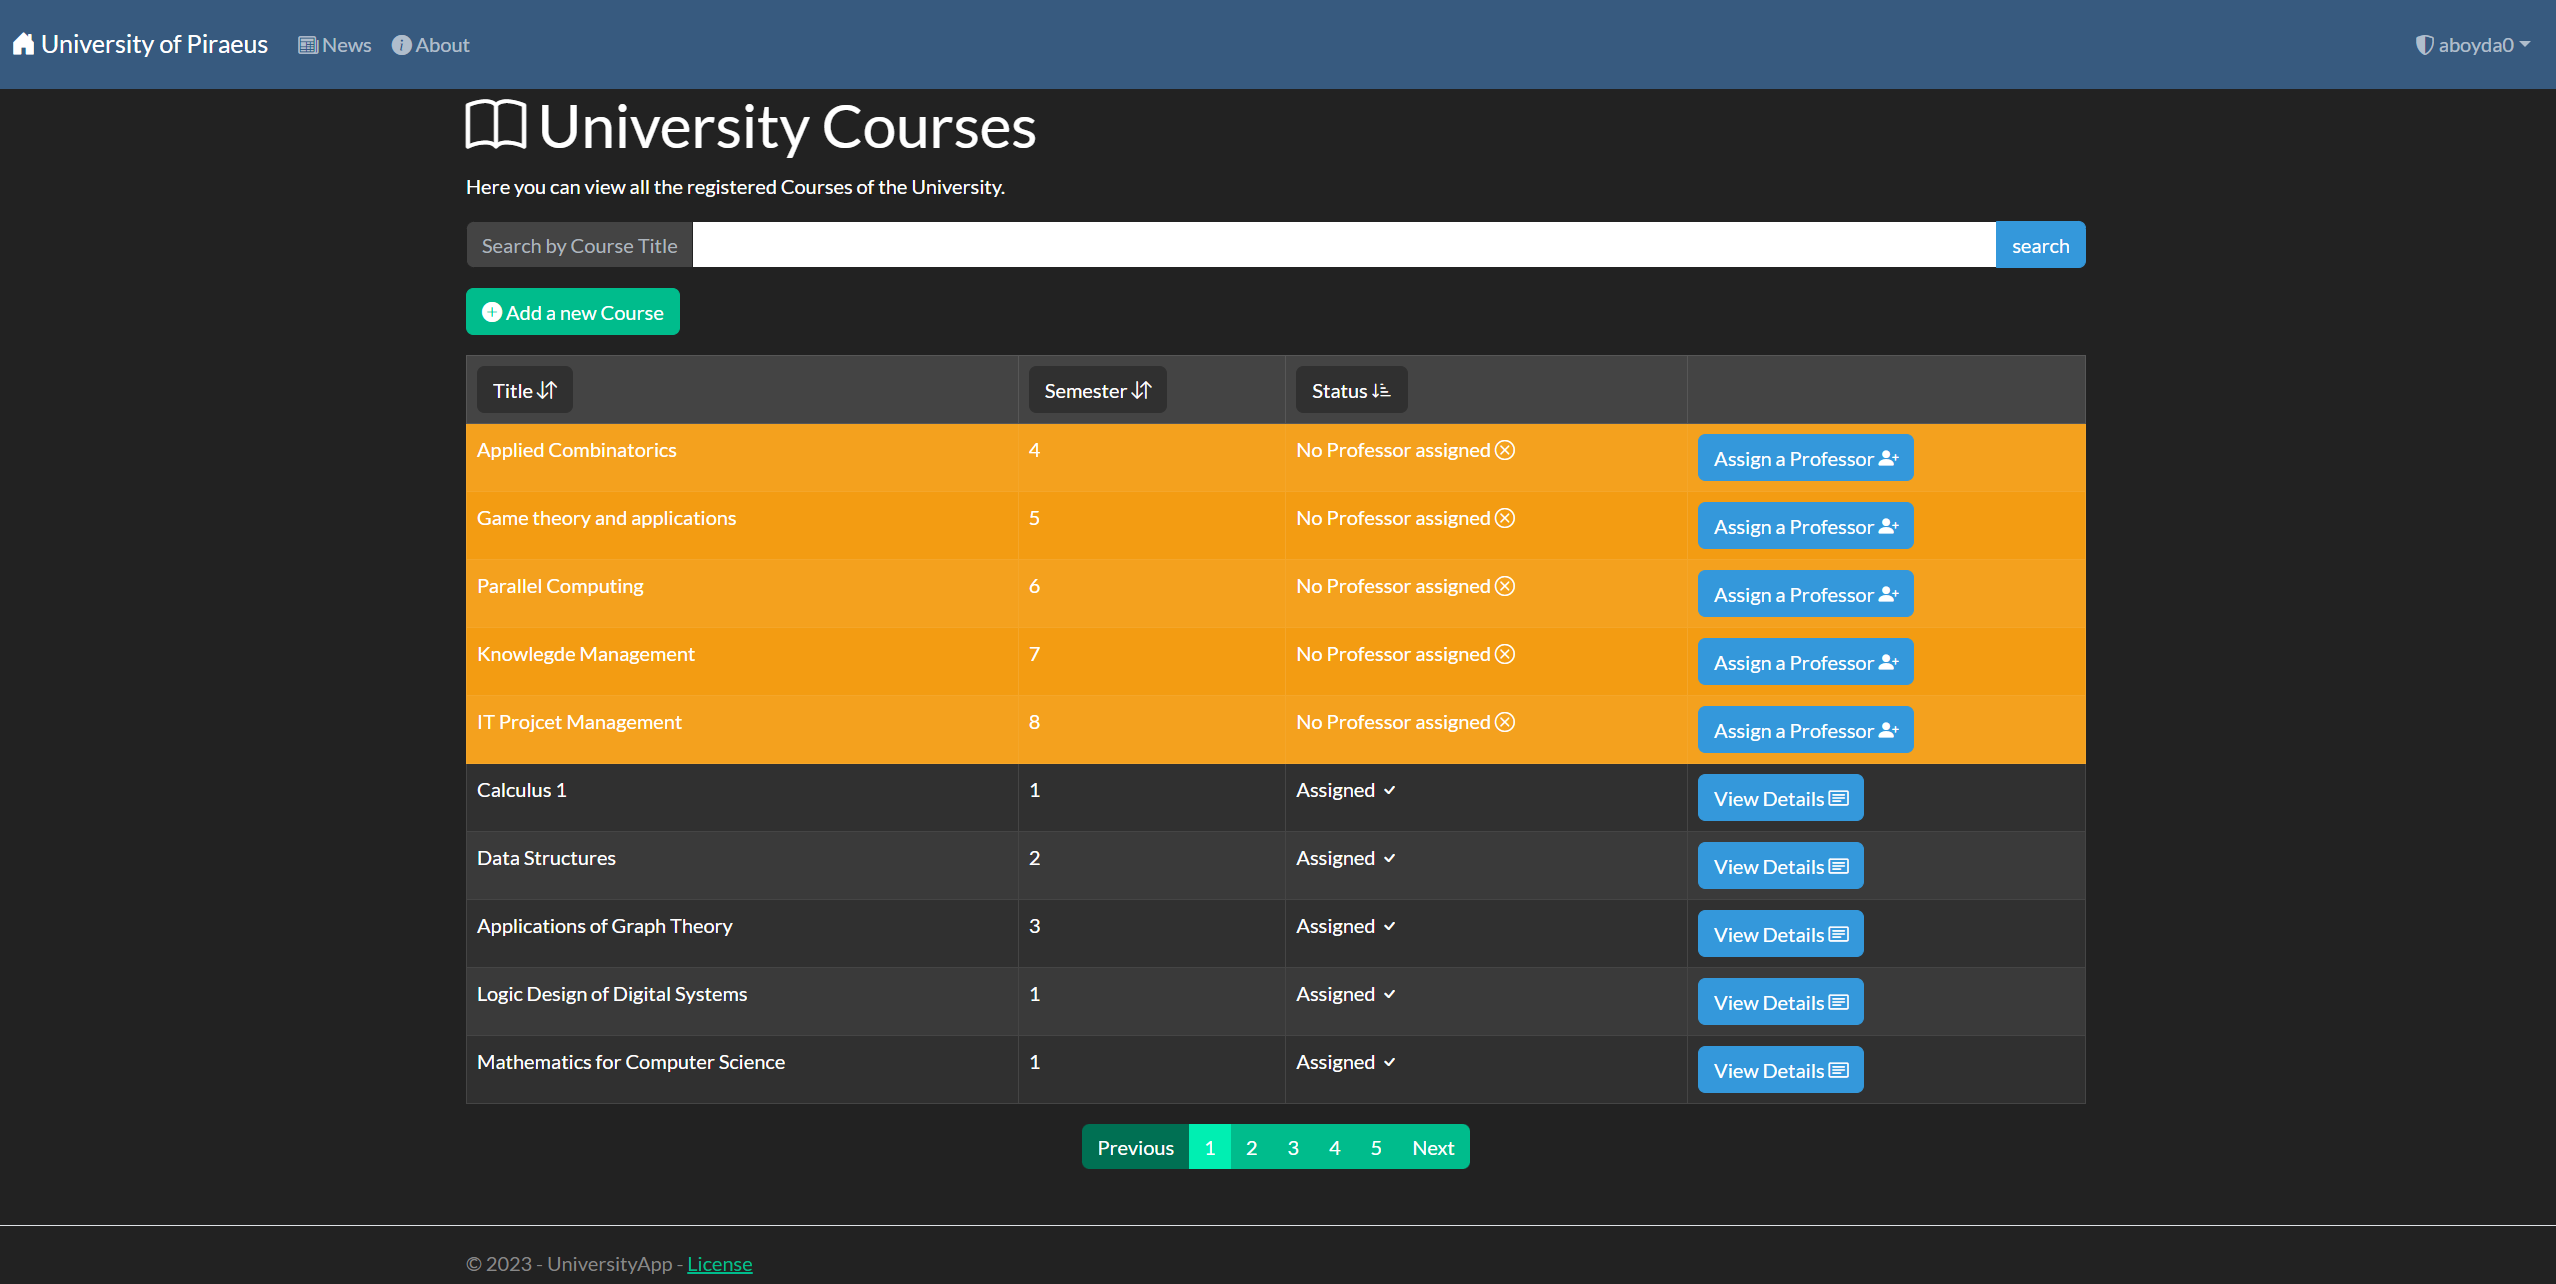 University of Piraeus News About aboyda0
University Courses
Here you can view all the registered Courses of the University.
Search by Course Title search
Add a new Course
Title Semester Status
Applied Combinatorics 4 No Professor assigned Assign a Professor
Game theory and applications 5 No Professor assigned Assign a Professor
Parallel Computing 6 No Professor assigned Assign a Professor
Knowlegde Management 7 No Professor assigned Assign a Professor
IT Projcet Management 8 No Professor assigned Assign a Professor
Calculus 1 1 Assigned View Details
Data Structures 2 Assigned View Details
Applications of Graph Theory 3 Assigned View Details
Logic Design of Digital Systems 1 Assigned View Details
Mathematics for Computer Science 1 Assigned View Details
Previous 1 2 3 4 5 Next
© 2023 - UniversityApp - License